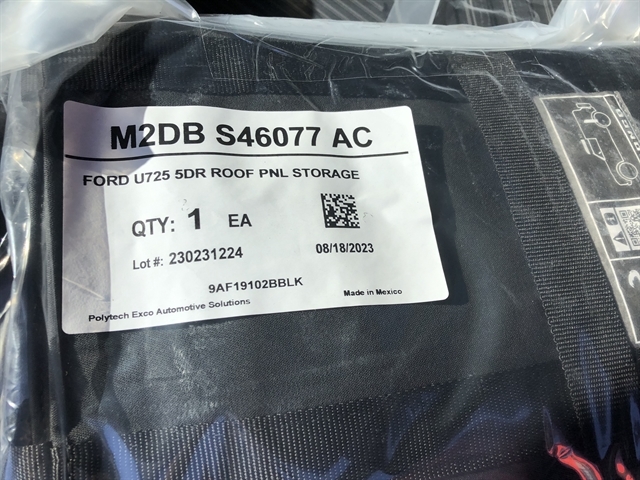 M2DB S46077 AC
FORD U725 5DR ROOF PNL STORAGE
QTY: 1 EA
Lot #: 230231224
08/18/2023
9AF19102BBLK
Polytech Exco Automotive Solutions
Made in Mexico